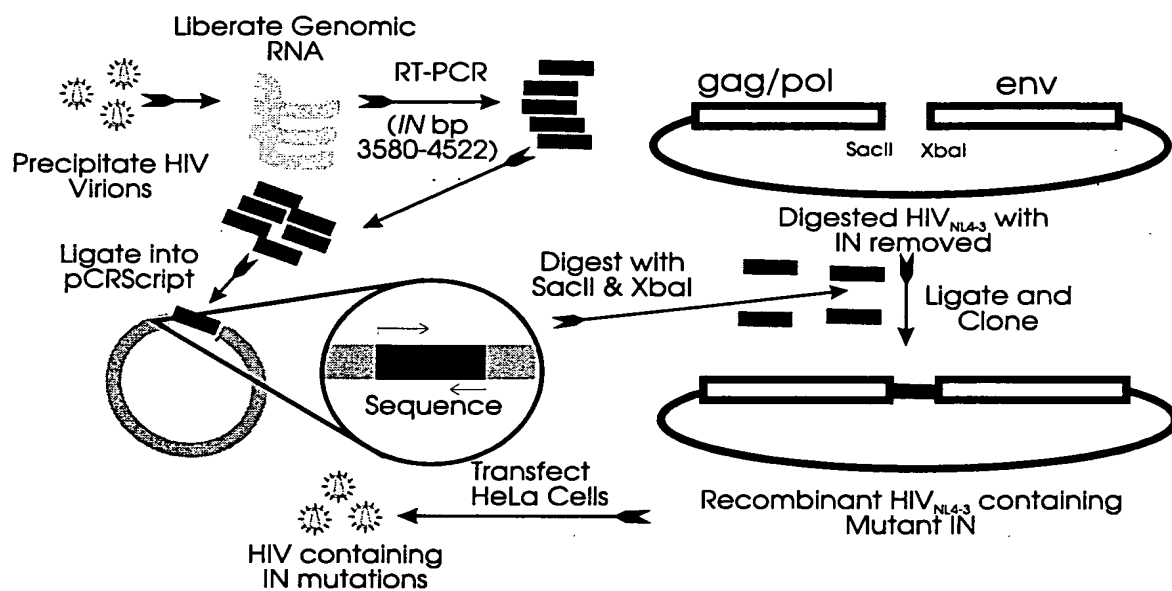 Liberate Genomic
RNA
Precipitate HIV
Virions
RT-PCR
(IN bp
3580-4522)
gag/pol
env
SacII
XbaI
Digested HIV_NL4-3 with
IN removed
Ligate into
pCRScript
Sequence
Digest with
SacII & XbaI
Ligate and
Clone
Recombinant HIV_NL4-3 containing
Mutant IN
Transfect
HeLa Cells
HIV containing
IN mutations